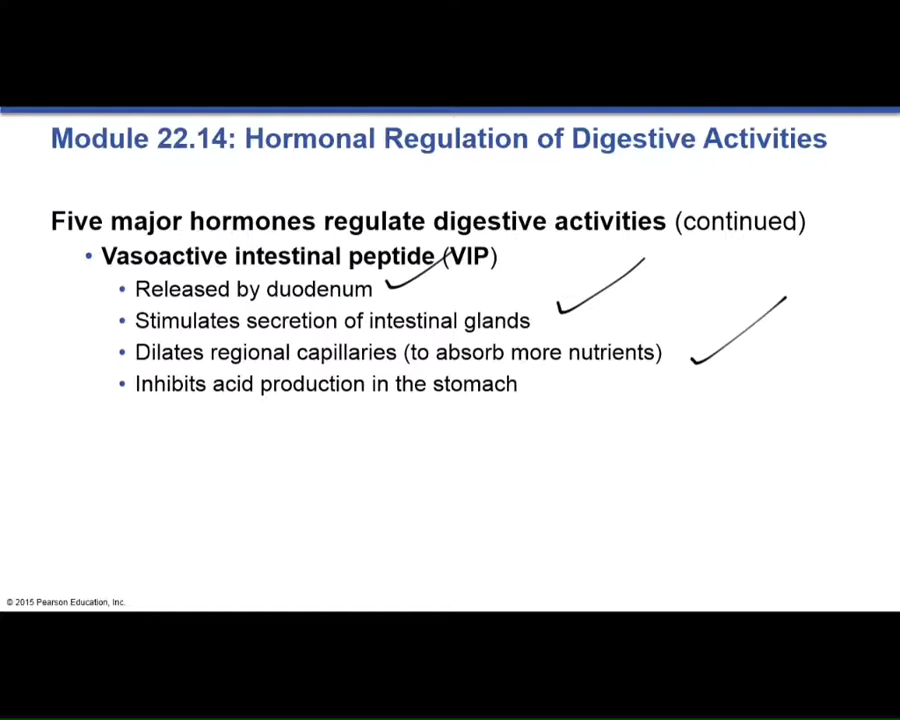 Module 22.14: Hormonal Regulation of Digestive Activities
Five major hormones regulate digestive activities (continued)
• Vasoactive intestinal peptide (VIP)
• Released by duodenum
• Stimulates secretion of intestinal glands
• Dilates regional capillaries (to absorb more nutrients)
• Inhibits acid production in the stomach
© 2015 Pearson Education, Inc.